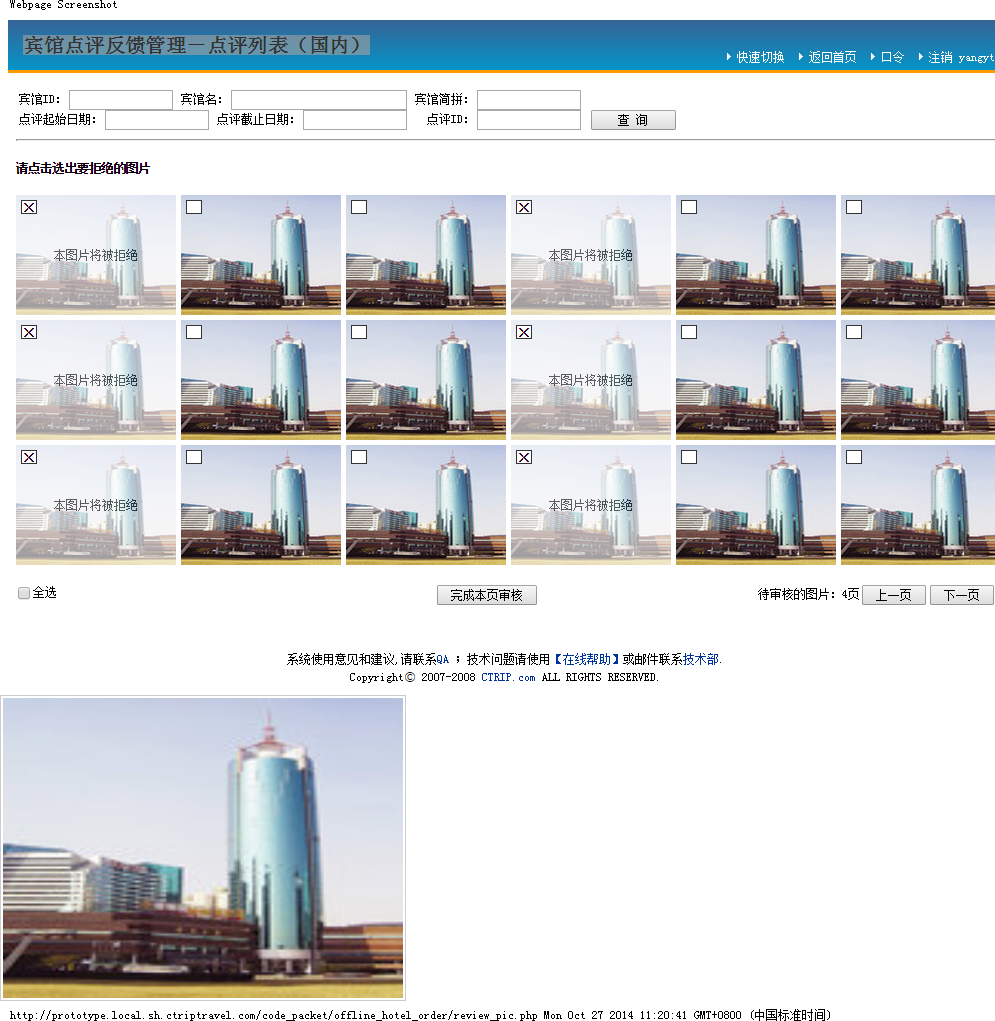 Webpage Screenshot
宾馆点评反馈管理－点评列表（国内）
快速切换 返回首页 口令 注销 yangyt
宾馆ID： 宾馆名： 宾馆简拼：
点评起始日期： 点评截止日期： 点评ID： 查 询
请点击选出要拒绝的图片
本图片将被拒绝 本图片将被拒绝
本图片将被拒绝 本图片将被拒绝
本图片将被拒绝 本图片将被拒绝
全选 完成本页审核 待审核的图片：4页 上一页 下一页
系统使用意见和建议,请联系QA ；技术问题请使用【在线帮助】或邮件联系技术部.
Copyright© 2007-2008 CTRIP.com ALL RIGHTS RESERVED.
http://prototype.local.sh.ctriptravel.com/code_packet/offline_hotel_order/review_pic.php Mon Oct 27 2014 11:20:41 GMT+0800 (中国标准时间)